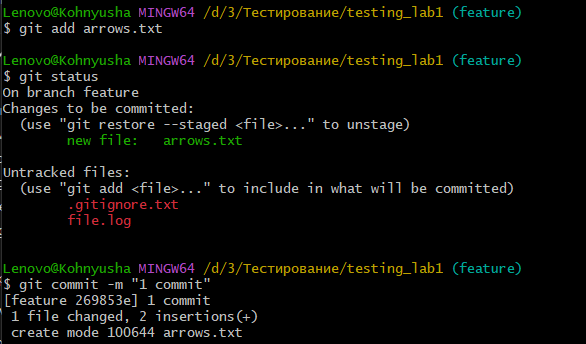 Lenovo@Kohnyusha MINGW64 /d/3/Тестирование/testing_lab1 (feature)
$ git add arrows.txt
Lenovo@Kohnyusha MINGW64 /d/3/Тестирование/testing_lab1 (feature)
$ git status
On branch feature
Changes to be committed:
  (use "git restore --staged <file>..." to unstage)
        new file:   arrows.txt
Untracked files:
  (use "git add <file>..." to include in what will be committed)
        .gitignore.txt
        file.log
Lenovo@Kohnyusha MINGW64 /d/3/Тестирование/testing_lab1 (feature)
$ git commit -m "1 commit"
[feature 269853e] 1 commit
 1 file changed, 2 insertions(+)
 create mode 100644 arrows.txt